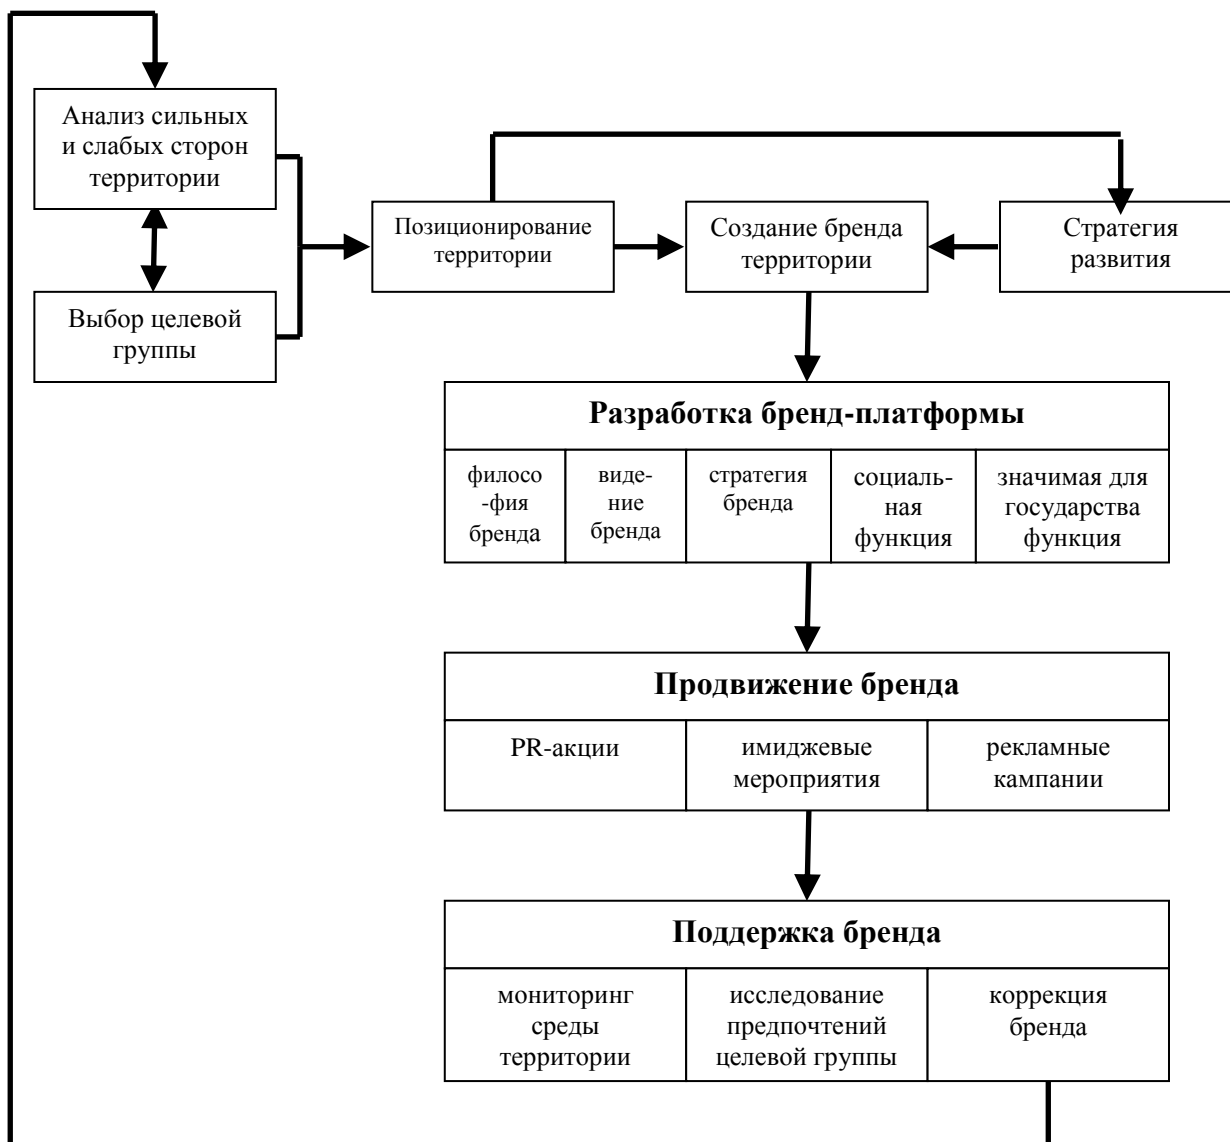 Анализ сильных
и слабых сторон
территории
Выбор целевой
группы
Позиционирование
территории
Создание бренда
территории
Стратегия
развития
Разработка бренд-платформы
филосо
-фия
бренда
виде-
ние
бренда
стратегия
бренда
социаль-
ная
функция
значимая для
государства
функция
Продвижение бренда
PR-акции
имиджевые
мероприятия
рекламные
кампании
Поддержка бренда
мониторинг
среды
территории
исследование
предпочтений
целевой группы
коррекция
бренда